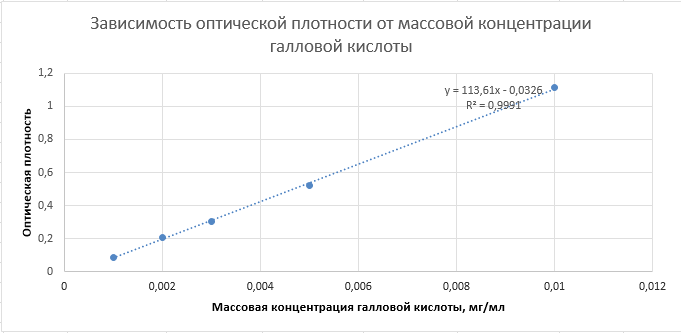 Зависимость оптической плотности от массовой концентрации
галловой кислоты
y = 113,61x - 0,0326
R² = 0,9991
1,2
1
0,8
0,6
0,4
0,2
0
Оптическая плотность
0 0,002 0,004 0,006 0,008 0,01 0,012
Массовая концентрация галловой кислоты, мг/мл